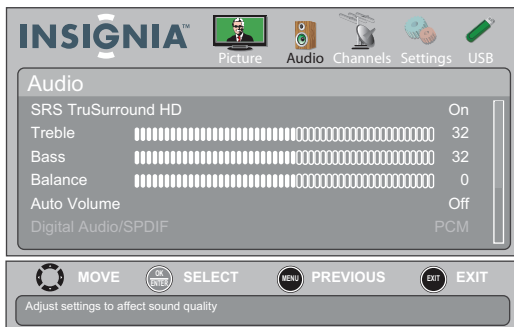 INSIGNIA™
Picture Audio Channels Settings USB
Audio
SRS TruSurround HD On
Treble 32
Bass 32
Balance 0
Auto Volume Off
Digital Audio/SPDIF PCM
MOVE OK ENTER SELECT MENU PREVIOUS EXIT EXIT
Adjust settings to affect sound quality